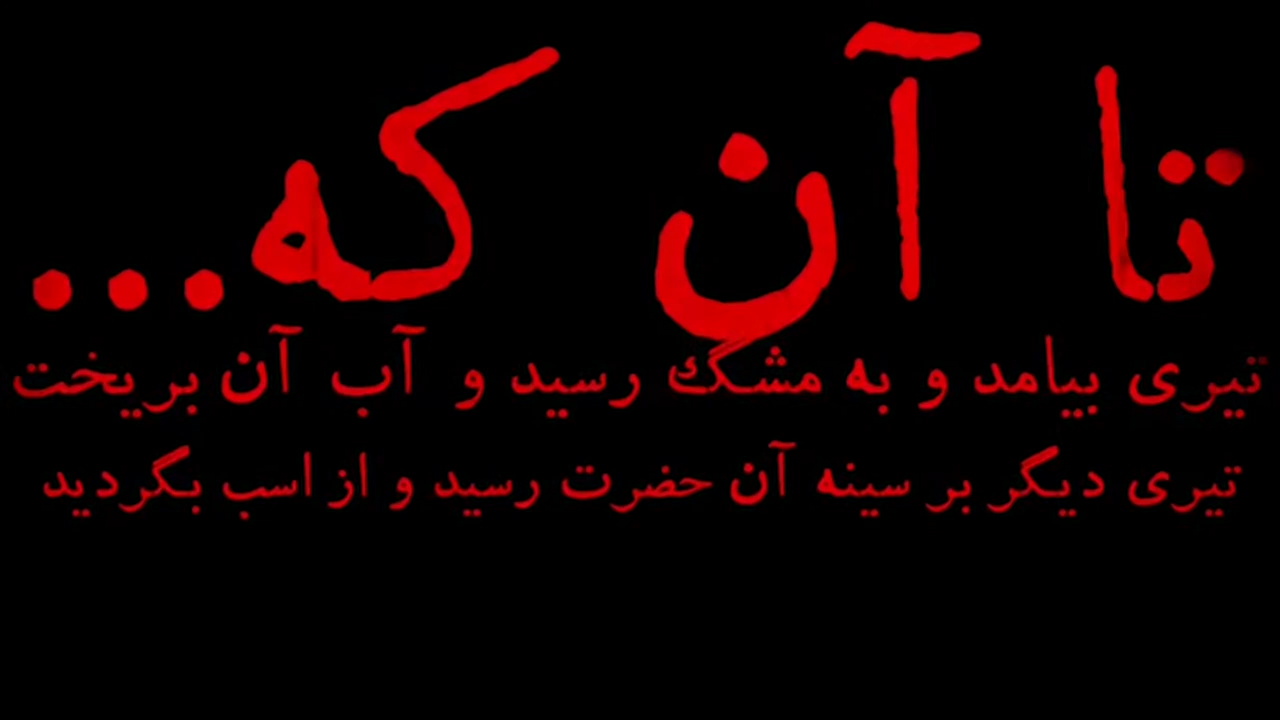 تا آن که...
تیری بیامد و به مشگ رسید و آب آن بریخت
تیری دیگر بر سینه آن حضرت رسید و از اسب بگردید